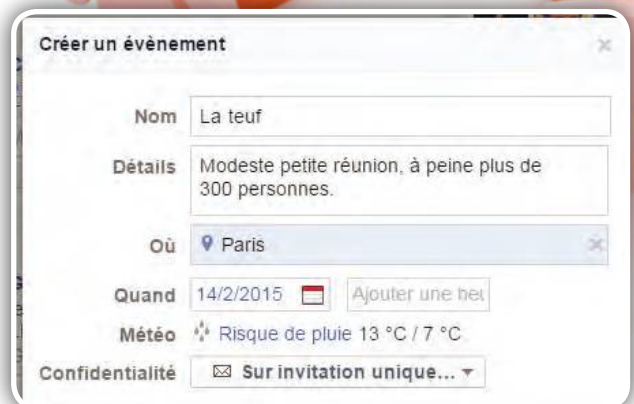 Créer un évènement
Nom La teuf
Détails Modeste petite réunion, à peine plus de
300 personnes.
Où Paris
Quand 14/2/2015 Ajouter une heu
Météo Risque de pluie 13 °C / 7 °C
Confidentialité Sur invitation unique...